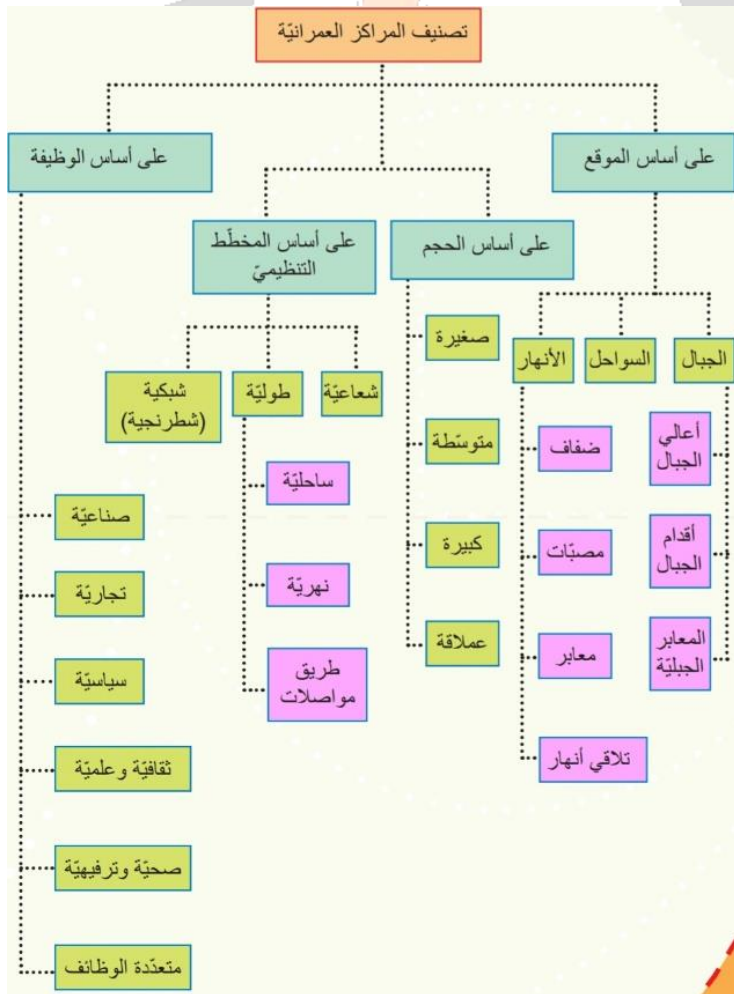 تصنيف المراكز العمرانيّة
على أساس الموقع
الجبال
أعالي
الجبال
أقدام
الجبال
المعابر
الجبليّة
السواحل
الأنهار
ضفاف
مصبّات
معابر
تلاقي أنهار
على أساس الحجم
صغيرة
متوسّطة
كبيرة
عملاقة
على أساس المخطّط
التنظيميّ
شعاعيّة
طوليّة
ساحليّة
نهريّة
طريق
مواصلات
شبكية
(شطرنجية)
على أساس الوظيفة
صناعيّة
تجاريّة
سياسيّة
ثقافيّة وعلميّة
صحيّة وترفيهيّة
متعدّدة الوظائف